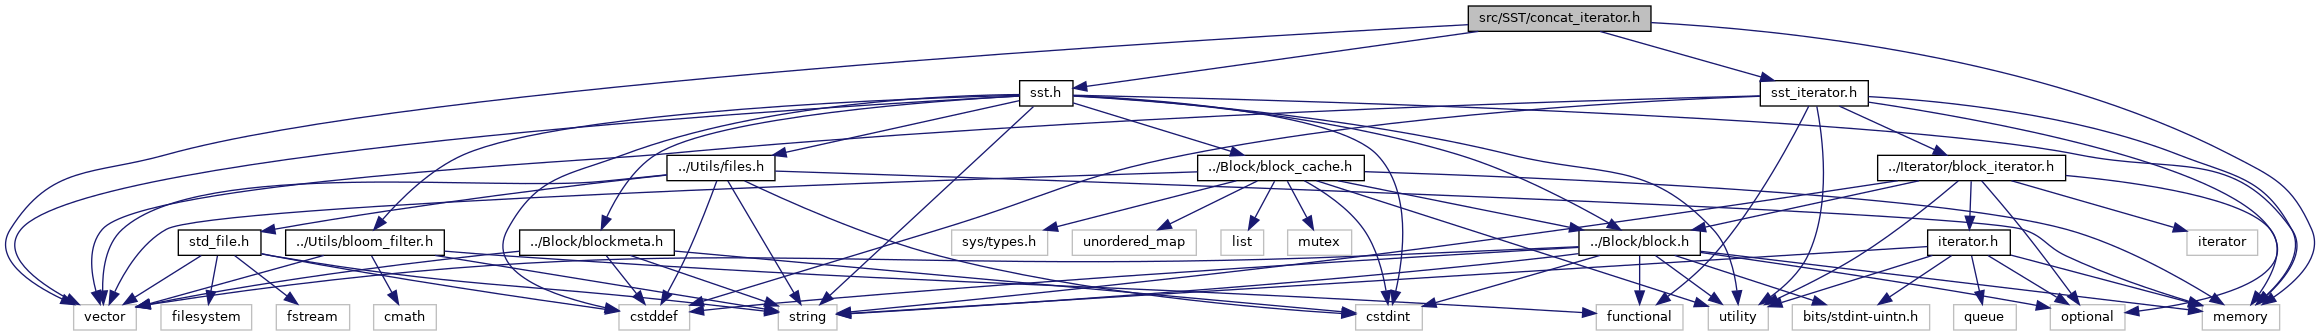 src/SST/concat_iterator.h
sst.h
sst_iterator.h
../Utils/files.h
../Block/block_cache.h
../Iterator/block_iterator.h
std_file.h
../Utils/bloom_filter.h
../Block/blockmeta.h
sys/types.h
unordered_map
list
mutex
../Block/block.h
iterator.h
iterator
vector
filesystem
fstream
cmath
cstddef
string
cstdint
functional
utility
bits/stdint-uintn.h
queue
optional
memory